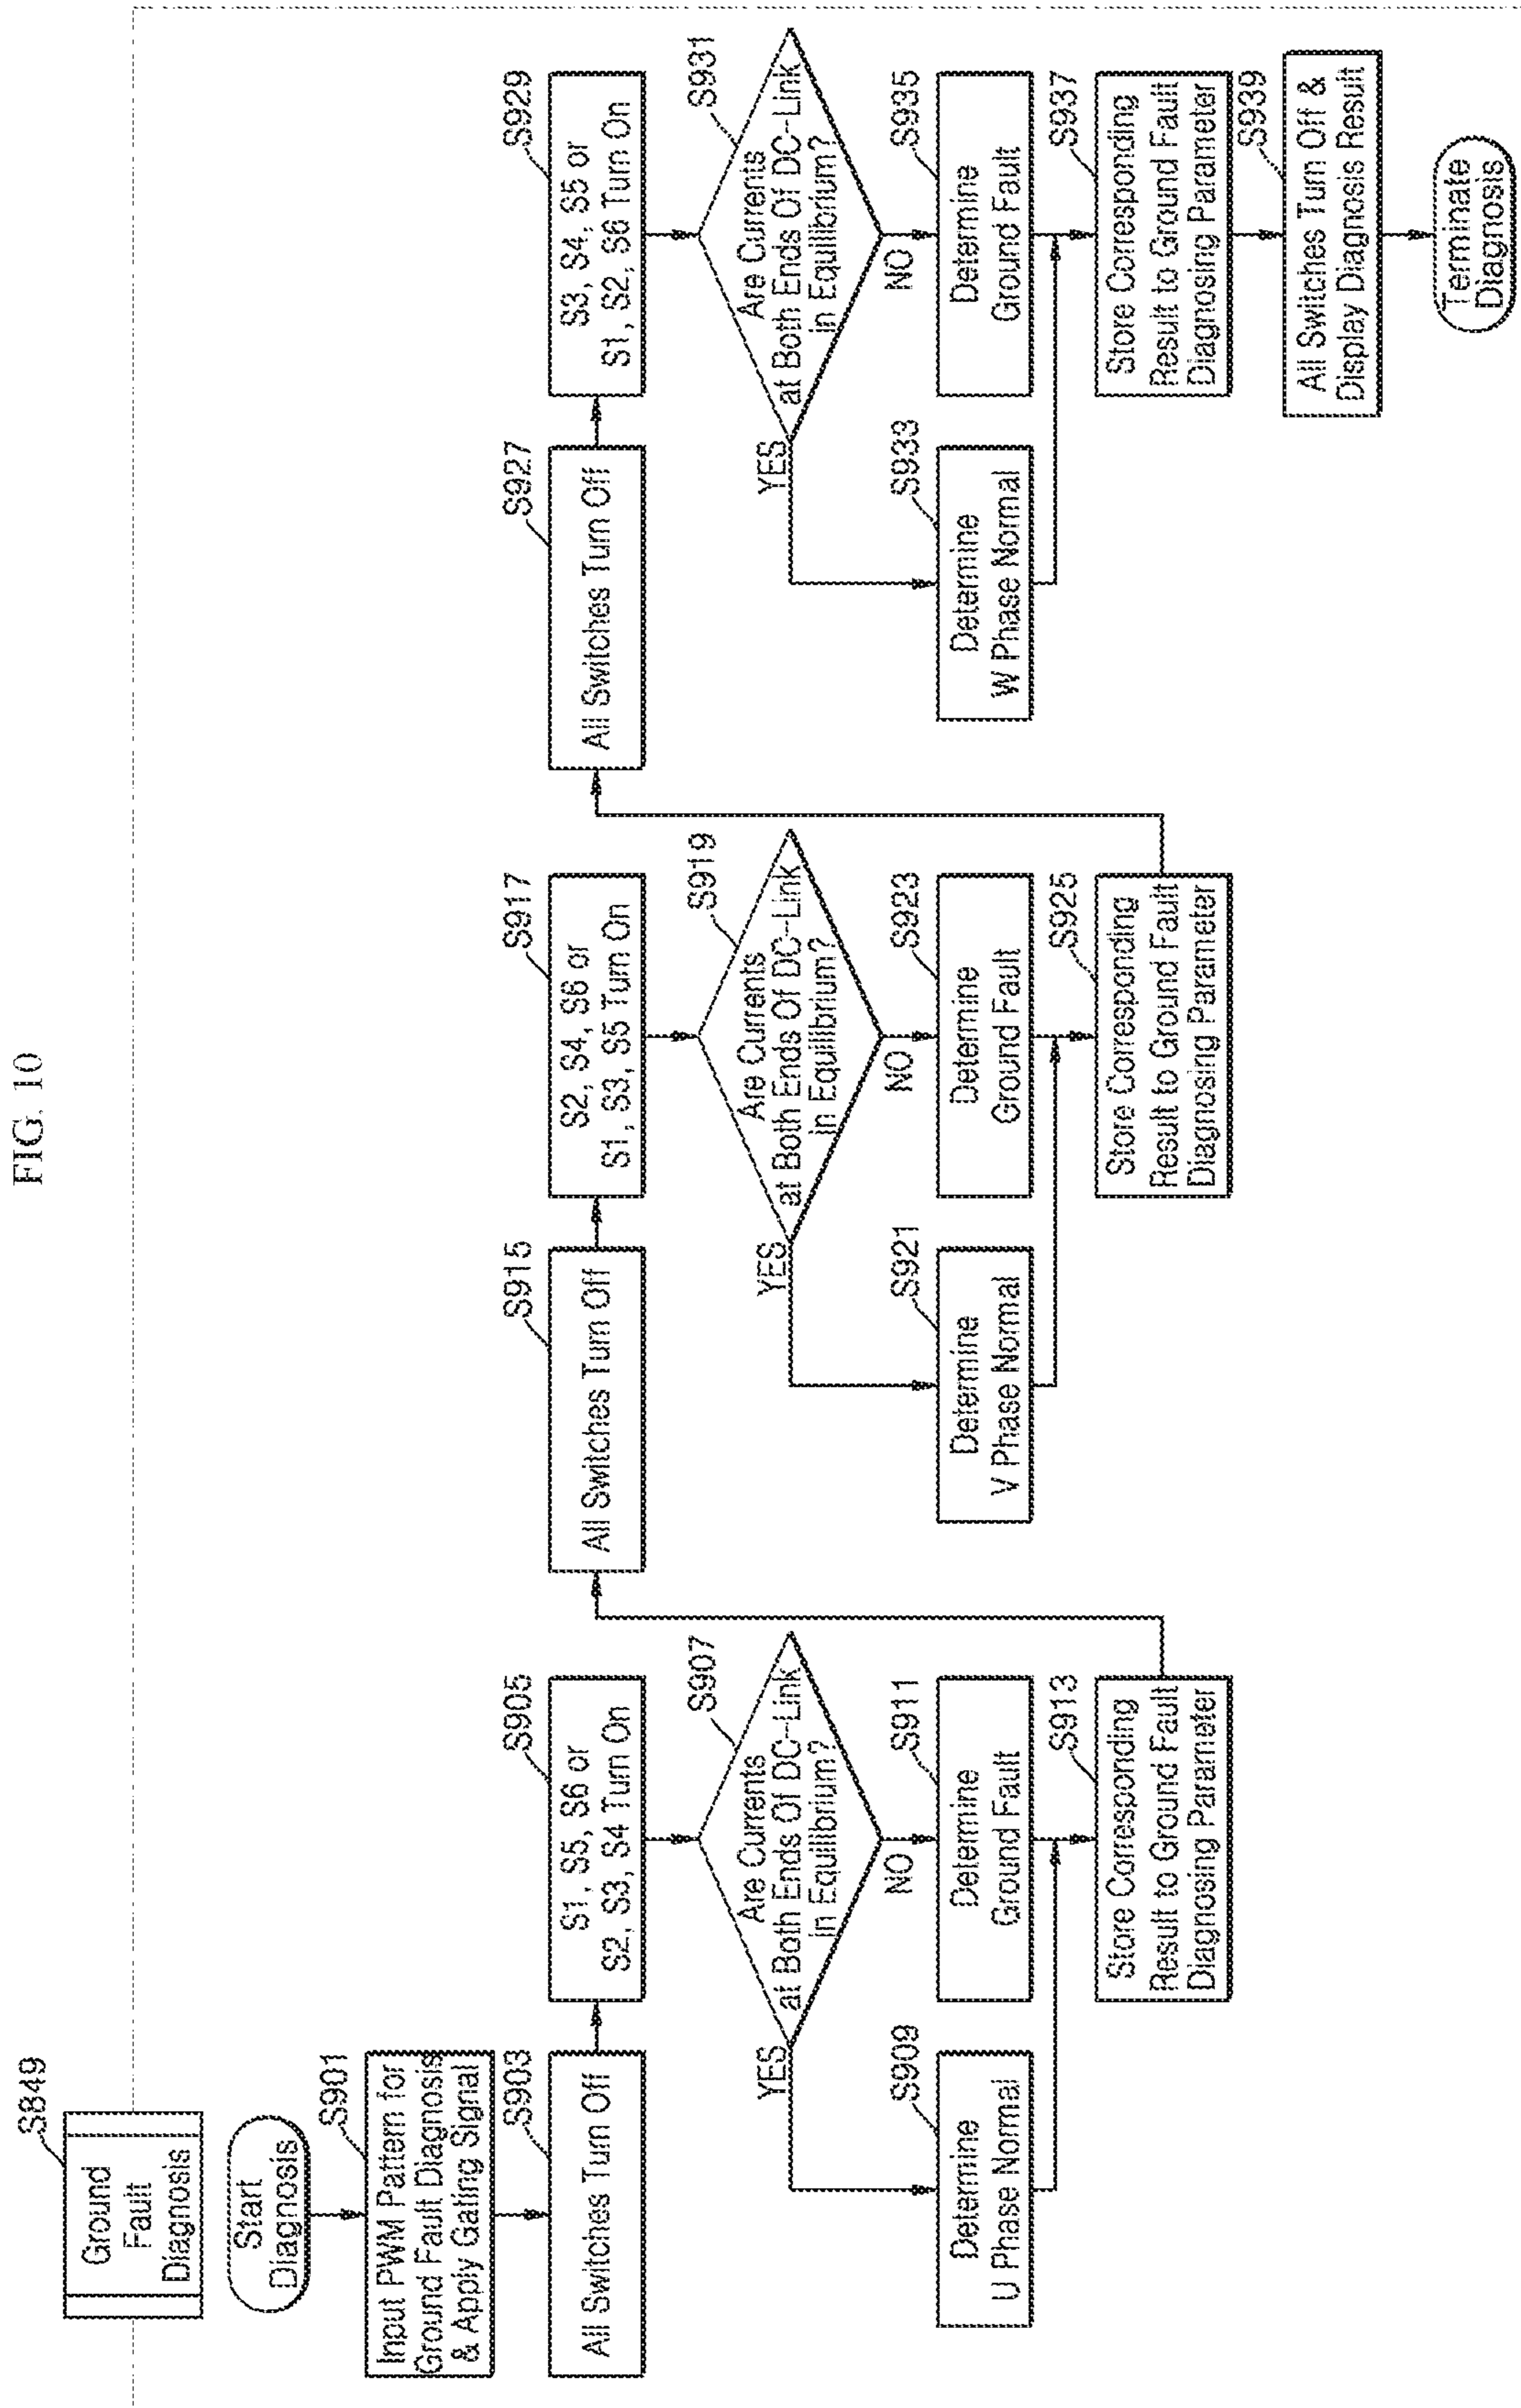 FIG. 10
S849
Ground
Fault
Diagnosis
Start
Diagnosis
S901
Input PWM Pattern for
Ground Fault Diagnosis
& Apply Gating Signal
S903
All Switches Turn Off
S905
S1, S5, S6 or
S2, S3, S4 Turn On
S907
Are Currents
at Both Ends Of DC-Link
in Equilibrium?
YES
NO
S909
Determine
U Phase Normal
S911
Determine
Ground Fault
S913
Store Corresponding
Result to Ground Fault
Diagnosing Parameter
S915
All Switches Turn Off
S917
S2, S4, S6 or
S1, S3, S5 Turn On
S919
Are Currents
at Both Ends Of DC-Link
in Equilibrium?
YES
NO
S921
Determine
V Phase Normal
S923
Determine
Ground Fault
S925
Store Corresponding
Result to Ground Fault
Diagnosing Parameter
S927
All Switches Turn Off
S929
S3, S4, S5 or
S1, S2, S6 Turn On
S931
Are Currents
at Both Ends Of DC-Link
in Equilibrium?
YES
NO
S933
Determine
W Phase Normal
S935
Determine
Ground Fault
S937
Store Corresponding
Result to Ground Fault
Diagnosing Parameter
S939
All Switches Turn Off &
Display Diagnosis Result
Terminate
Diagnosis